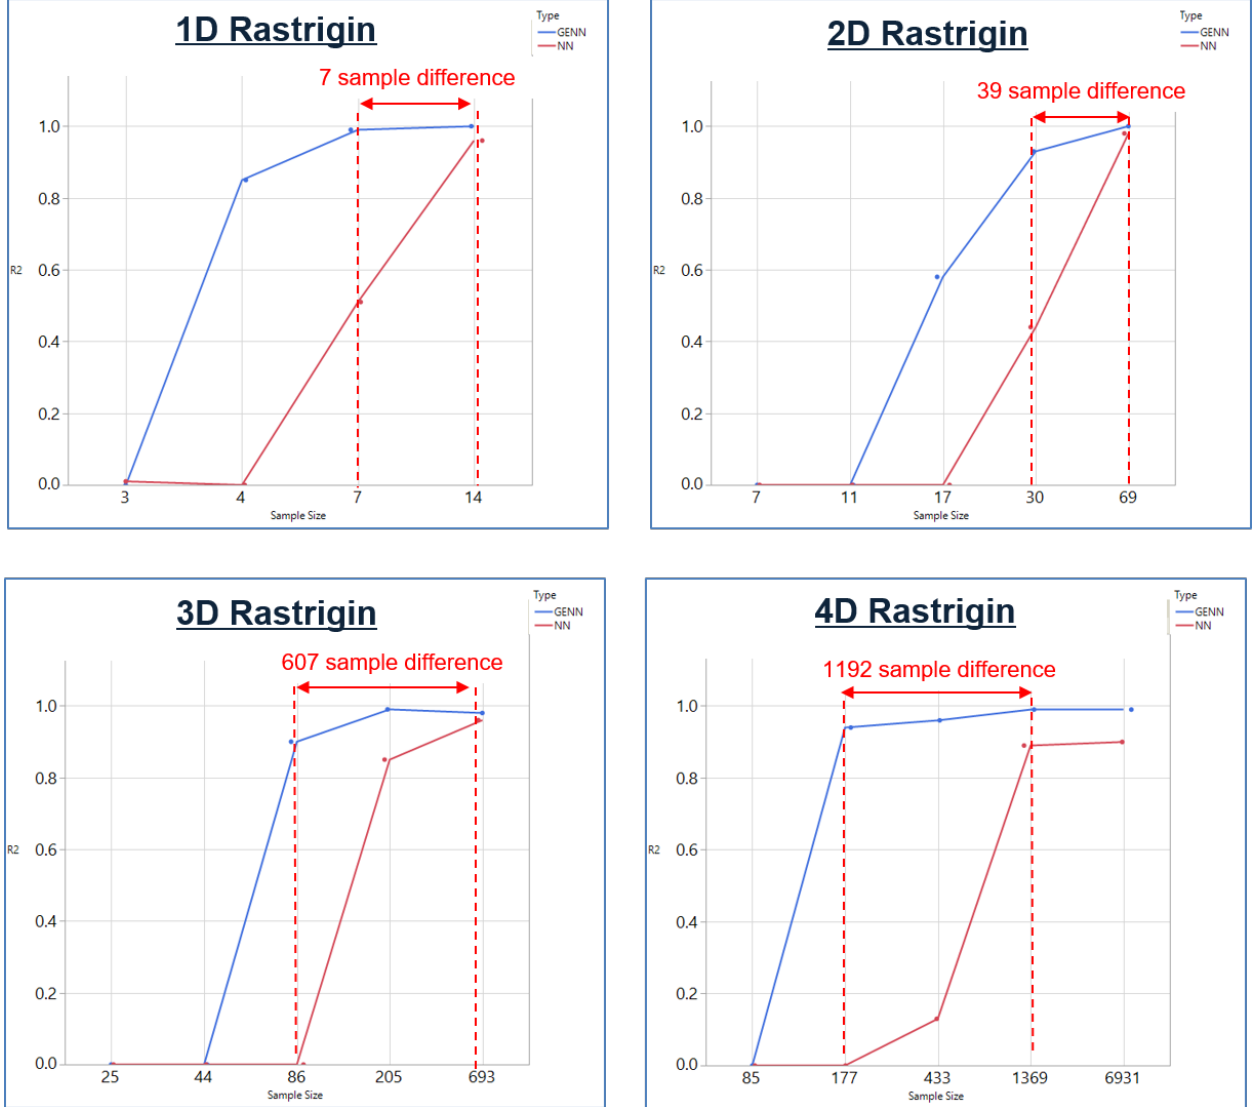 1D Rastrigin
Type
GENN
NN
7 sample difference
1.0
0.8
R2 0.6
0.4
0.2
0.0
3 4 7 14
Sample Size
2D Rastrigin
Type
GENN
NN
39 sample difference
1.0
0.8
R2 0.6
0.4
0.2
0.0
7 11 17 30 69
Sample Size
3D Rastrigin
Type
GENN
NN
607 sample difference
1.0
0.8
R2 0.6
0.4
0.2
0.0
25 44 86 205 693
Sample Size
4D Rastrigin
Type
GENN
NN
1192 sample difference
1.0
0.8
R2 0.6
0.4
0.2
0.0
85 177 433 1369 6931
Sample Size